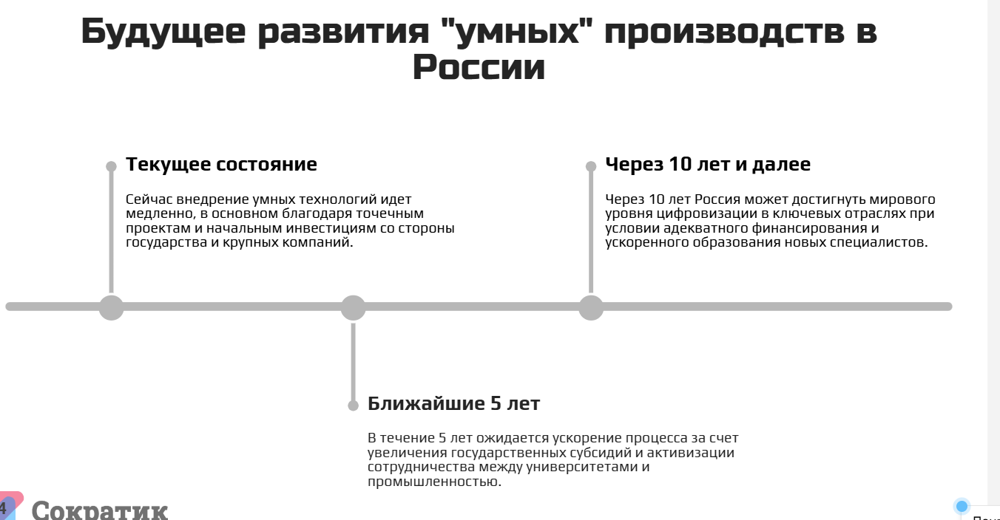 Будущее развития "умных" производств в
России
Текущее состояние
Сейчас внедрение умных технологий идет
медленно, в основном благодаря точечным
проектам и начальным инвестициям со стороны
государства и крупных компаний.
Через 10 лет и далее
Через 10 лет Россия может достигнуть мирового
уровня цифровизации в ключевых отраслях при
условии адекватного финансирования и
ускоренного образования новых специалистов.
Ближайшие 5 лет
В течение 5 лет ожидается ускорение процесса за счет
увеличения государственных субсидий и активизации
сотрудничества между университетами и
промышленностью.
4
Сократик